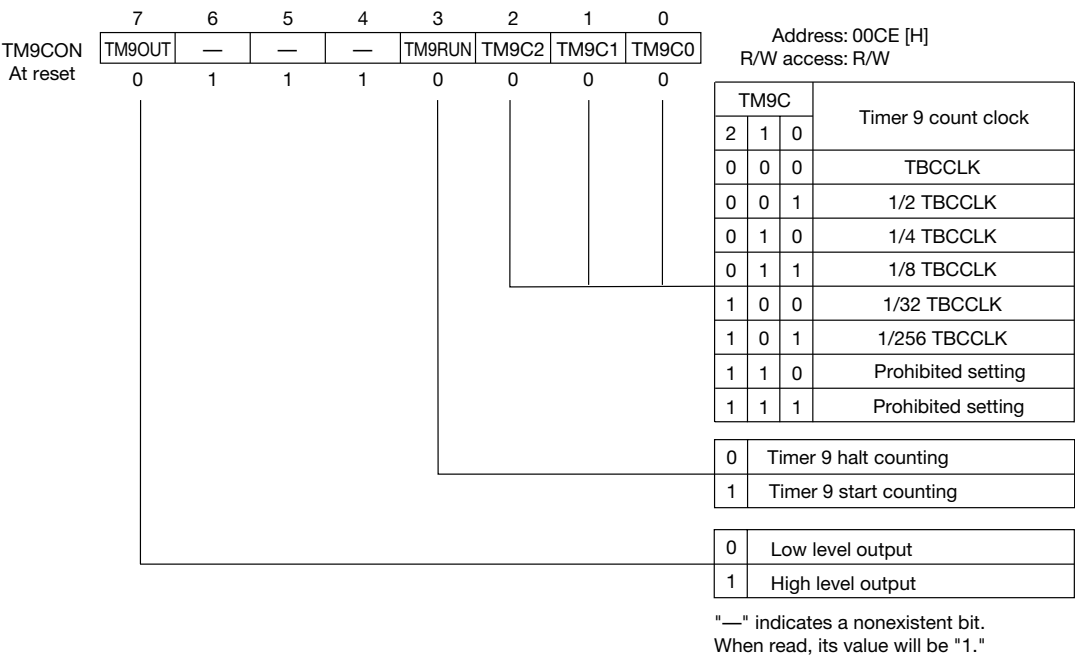 7 6 5 4 3 2 1 0
TM9CON TM9OUT — — — TM9RUN TM9C2 TM9C1 TM9C0
At reset 0 1 1 1 0 0 0 0
Address: 00CE [H]
R/W access: R/W
TM9C Timer 9 count clock
2 1 0
0 0 0 TBCCLK
0 0 1 1/2 TBCCLK
0 1 0 1/4 TBCCLK
0 1 1 1/8 TBCCLK
1 0 0 1/32 TBCCLK
1 0 1 1/256 TBCCLK
1 1 0 Prohibited setting
1 1 1 Prohibited setting
0 Timer 9 halt counting
1 Timer 9 start counting
0 Low level output
1 High level output
"—" indicates a nonexistent bit.
When read, its value will be "1."